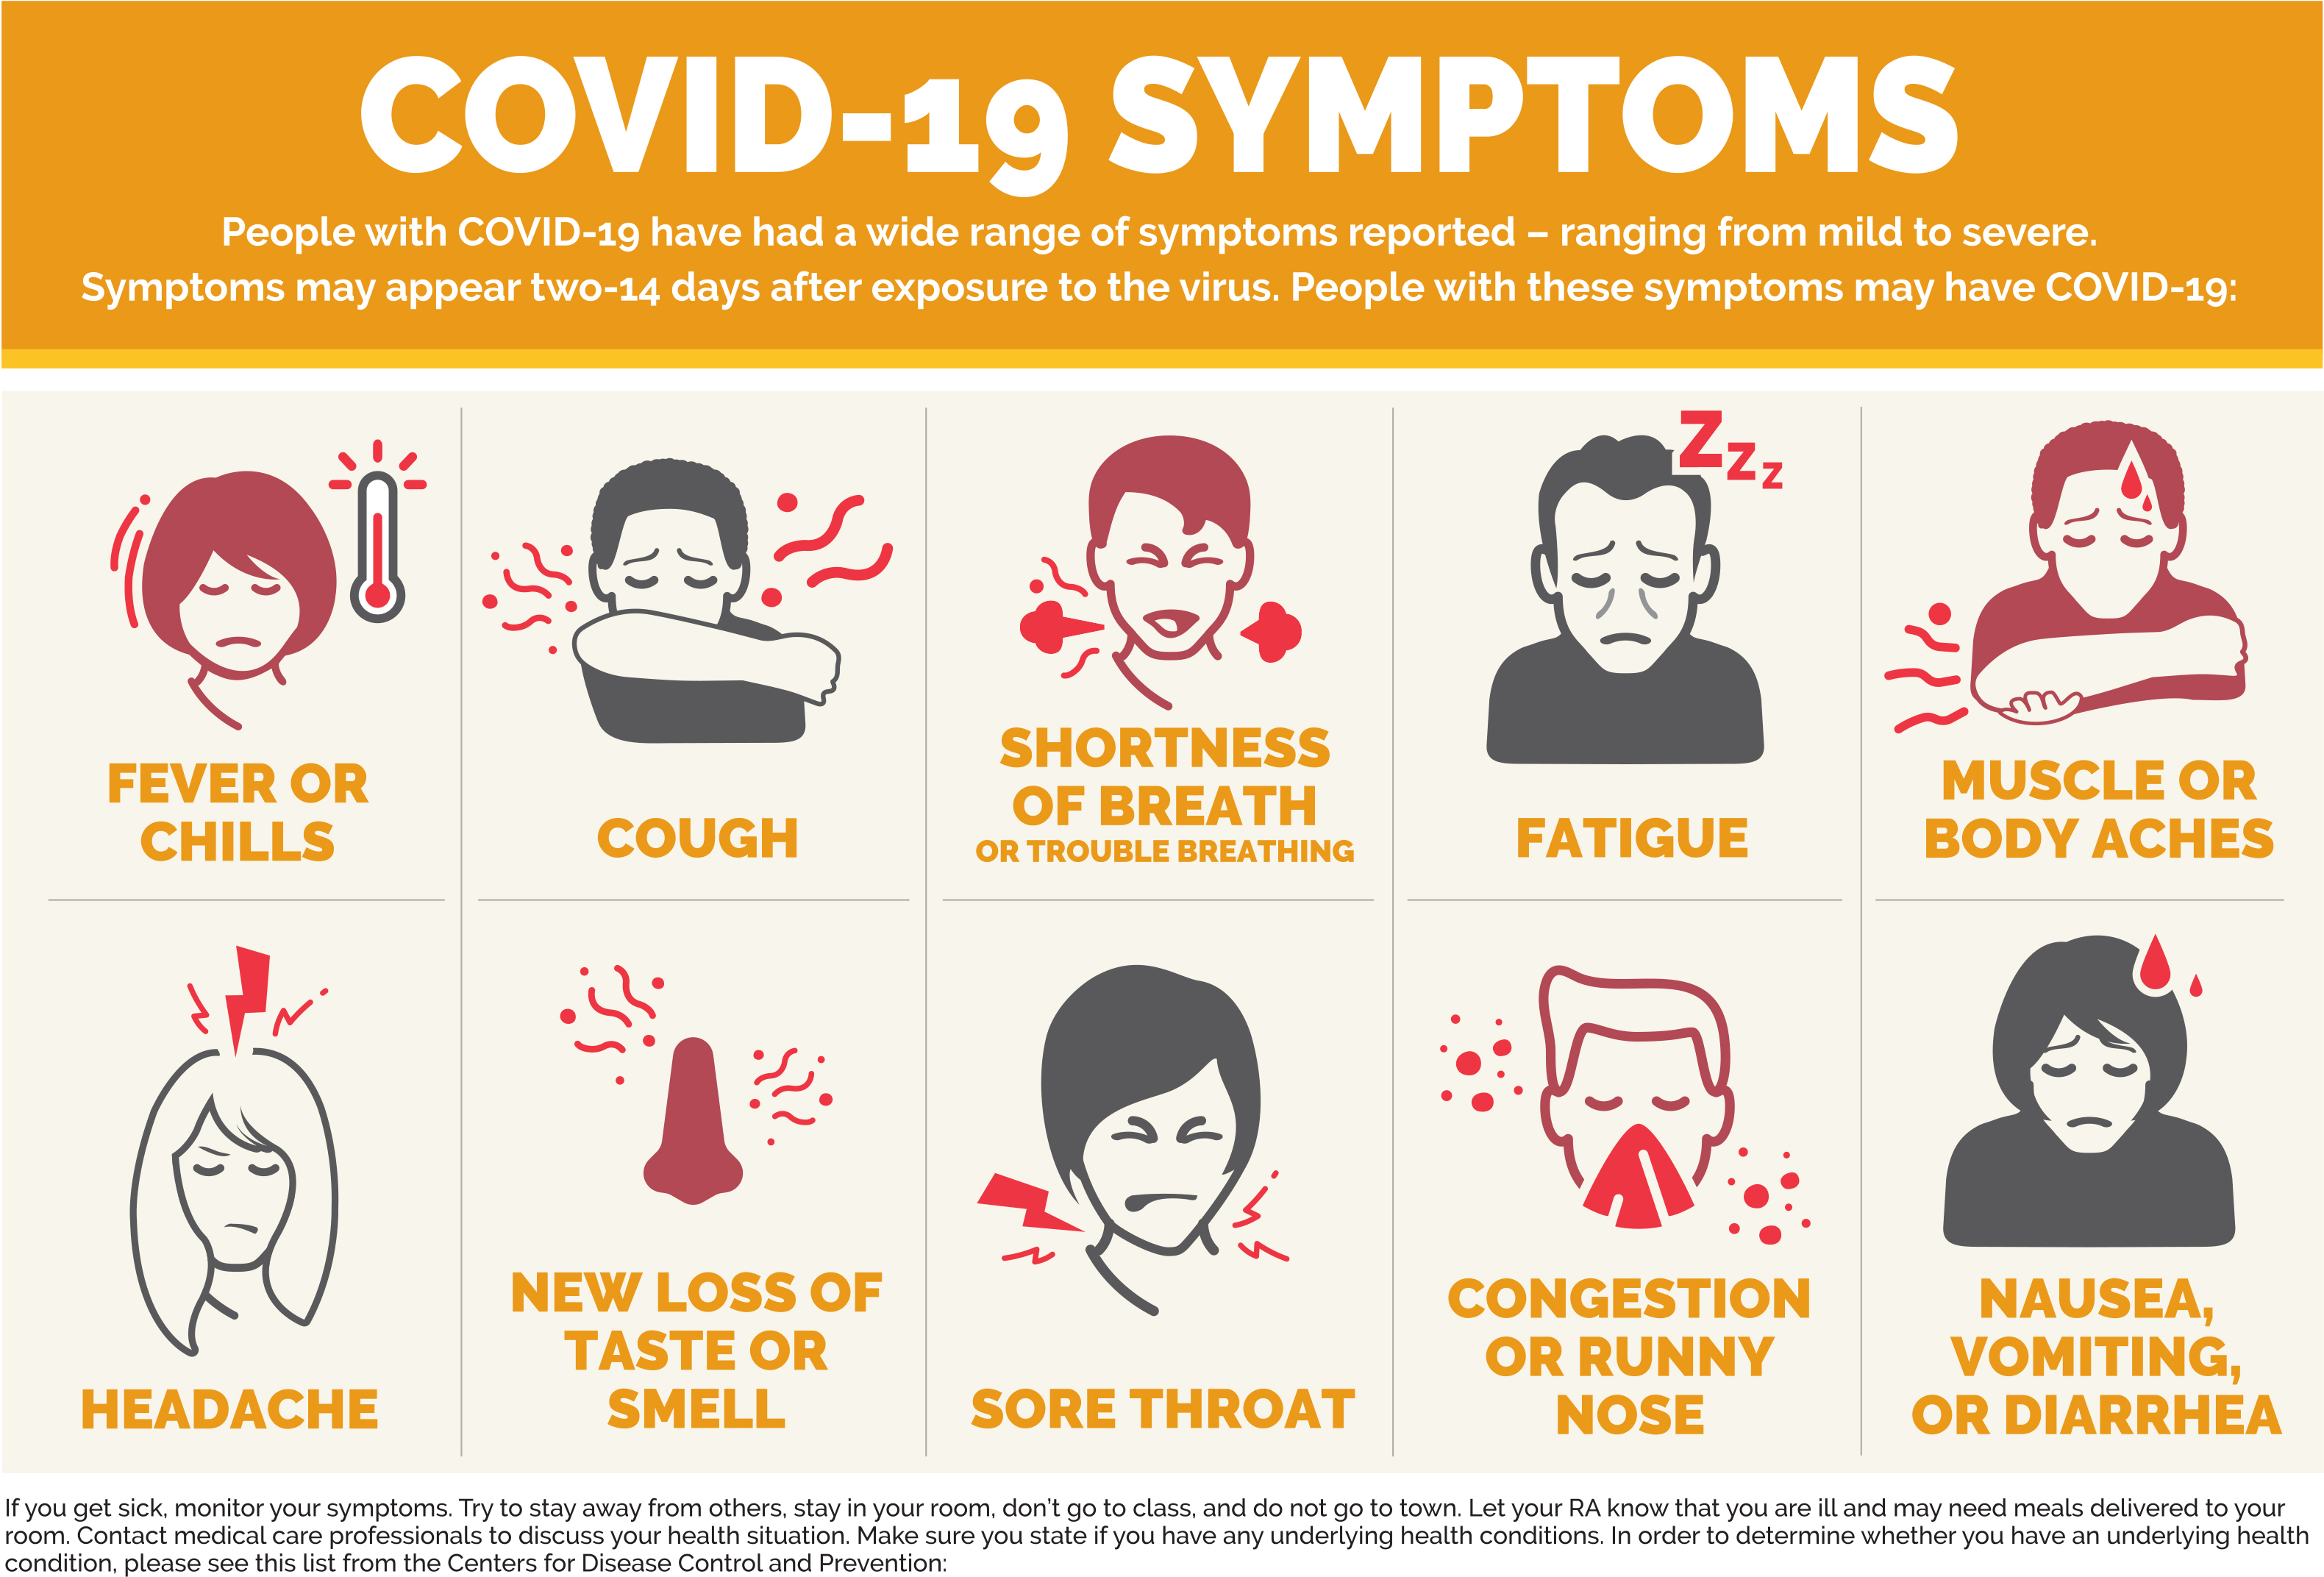 COVID-19 SYMPTOMS
People with COVID-19 have had a wide range of symptoms reported – ranging from mild to severe.
Symptoms may appear two-14 days after exposure to the virus. People with these symptoms may have COVID-19:
Z z z
FEVER OR
CHILLS
COUGH
SHORTNESS
OF BREATH
OR TROUBLE BREATHING
FATIGUE
MUSCLE OR
BODY ACHES
HEADACHE
NEW LOSS OF
TASTE OR
SMELL
SORE THROAT
CONGESTION
OR RUNNY
NOSE
NAUSEA,
VOMITING,
OR DIARRHEA
If you get sick, monitor your symptoms. Try to stay away from others, stay in your room, don't go to class, and do not go to town. Let your RA know that you are ill and may need meals delivered to your
room. Contact medical care professionals to discuss your health situation. Make sure you state if you have any underlying health conditions. In order to determine whether you have an underlying health
condition, please see this list from the Centers for Disease Control and Prevention: